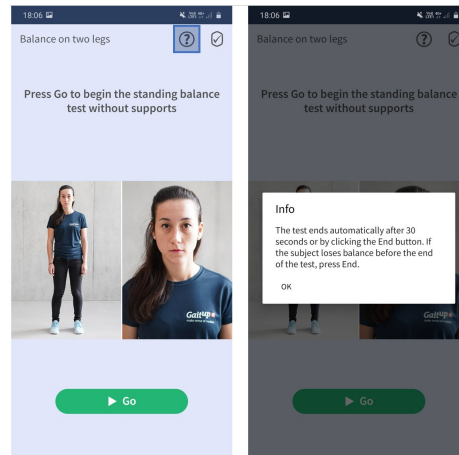 18:06
Balance on two legs
?
Press Go to begin the standing balance
test without supports
Gaitup
Go
18:06
Balance on two legs
?
Press Go to begin the standing balance
test without supports
Info
The test ends automatically after 30
seconds or by clicking the End button. If
the subject loses balance before the end
of the test, press End.
OK
Gaitup
Go